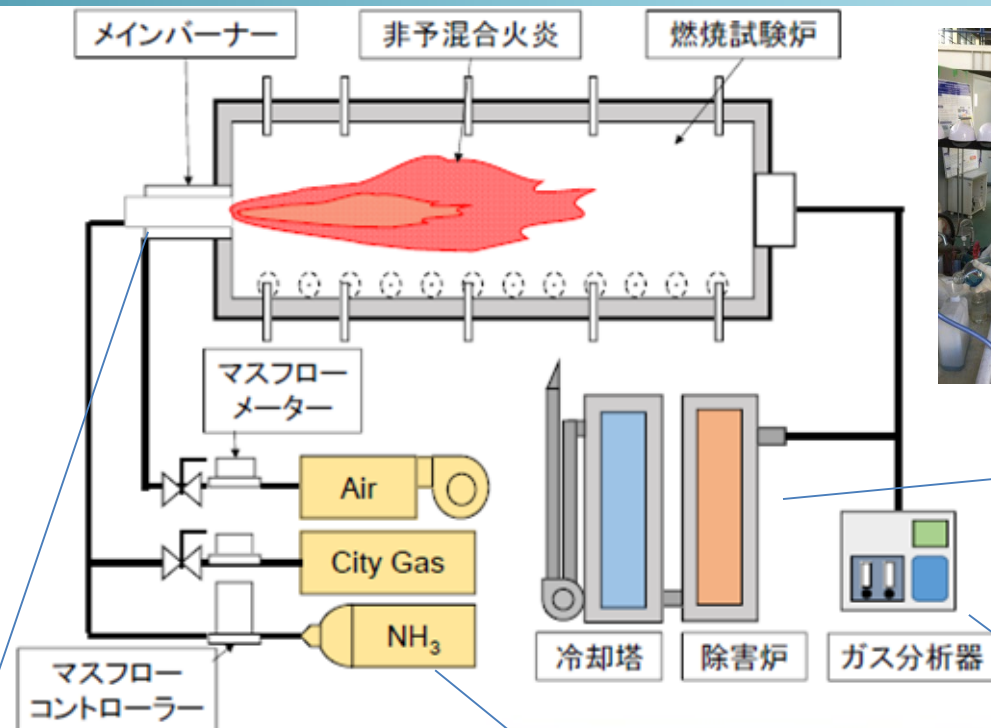 メインバーナー
非予混合火炎
燃焼試験炉
マスフロー
メーター
Air
City Gas
NH₃
マスフロー
コントローラー
冷却塔
除害炉
ガス分析器